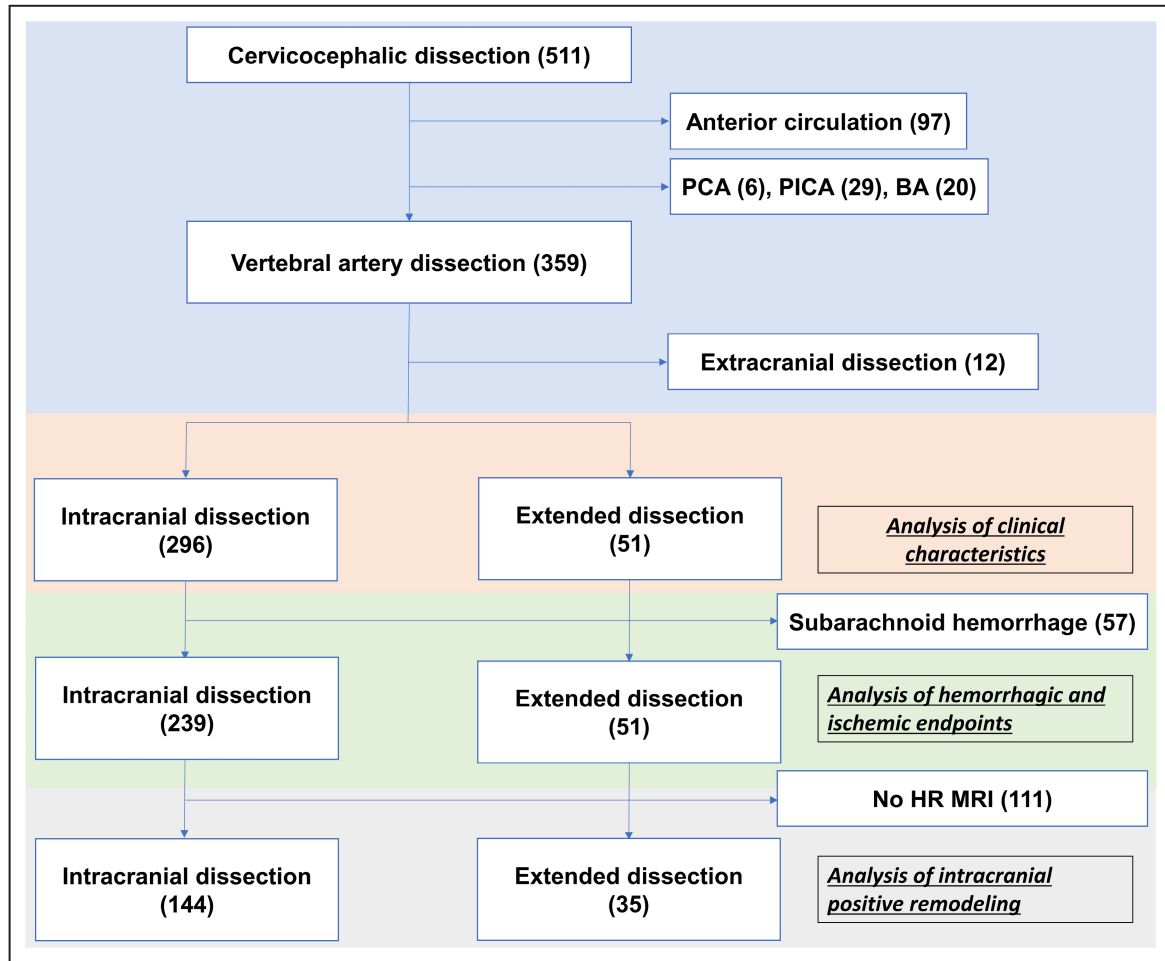 Cervicocephalic dissection (511)
Anterior circulation (97)
PCA (6), PICA (29), BA (20)
Vertebral artery dissection (359)
Extracranial dissection (12)
Intracranial dissection
(296)
Extended dissection
(51)
Analysis of clinical
characteristics
Subarachnoid hemorrhage (57)
Intracranial dissection
(239)
Extended dissection
(51)
Analysis of hemorrhagic and
ischemic endpoints
No HR MRI (111)
Intracranial dissection
(144)
Extended dissection
(35)
Analysis of intracranial
positive remodeling